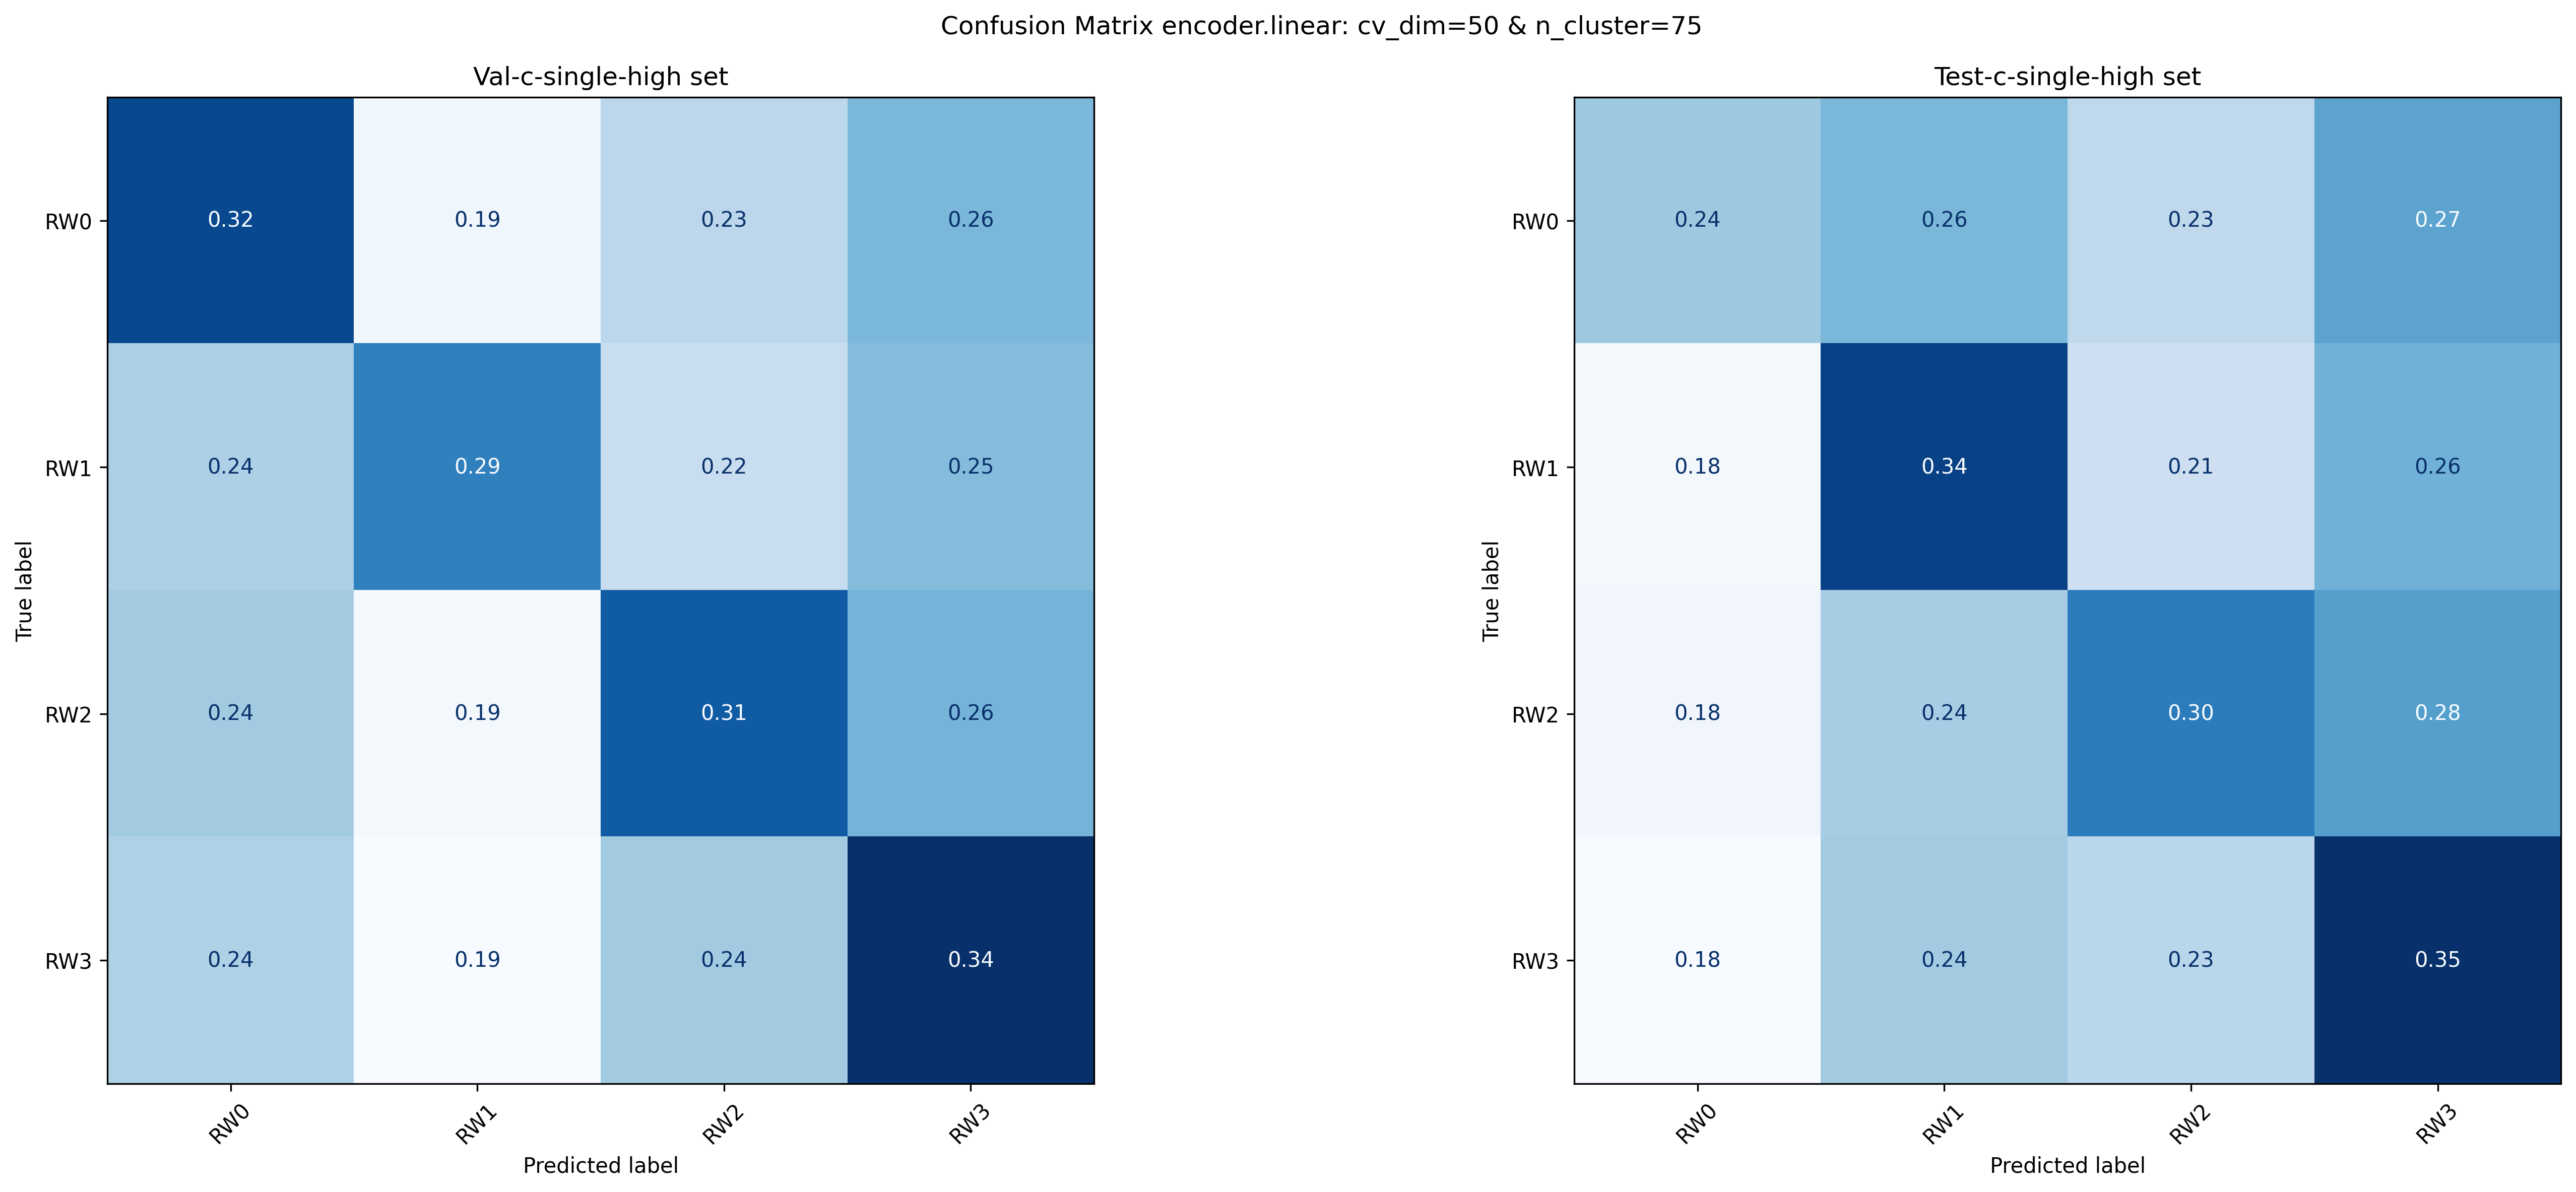 Confusion Matrix encoder.linear: cv_dim=50 & n_cluster=75
Val-c-single-high set
True label
RW0 0.32 0.19 0.23 0.26
RW1 0.24 0.29 0.22 0.25
RW2 0.24 0.19 0.31 0.26
RW3 0.24 0.19 0.24 0.34
RW0 RW1 RW2 RW3
Predicted label
Test-c-single-high set
True label
RW0 0.24 0.26 0.23 0.27
RW1 0.18 0.34 0.21 0.26
RW2 0.18 0.24 0.30 0.28
RW3 0.18 0.24 0.23 0.35
RW0 RW1 RW2 RW3
Predicted label